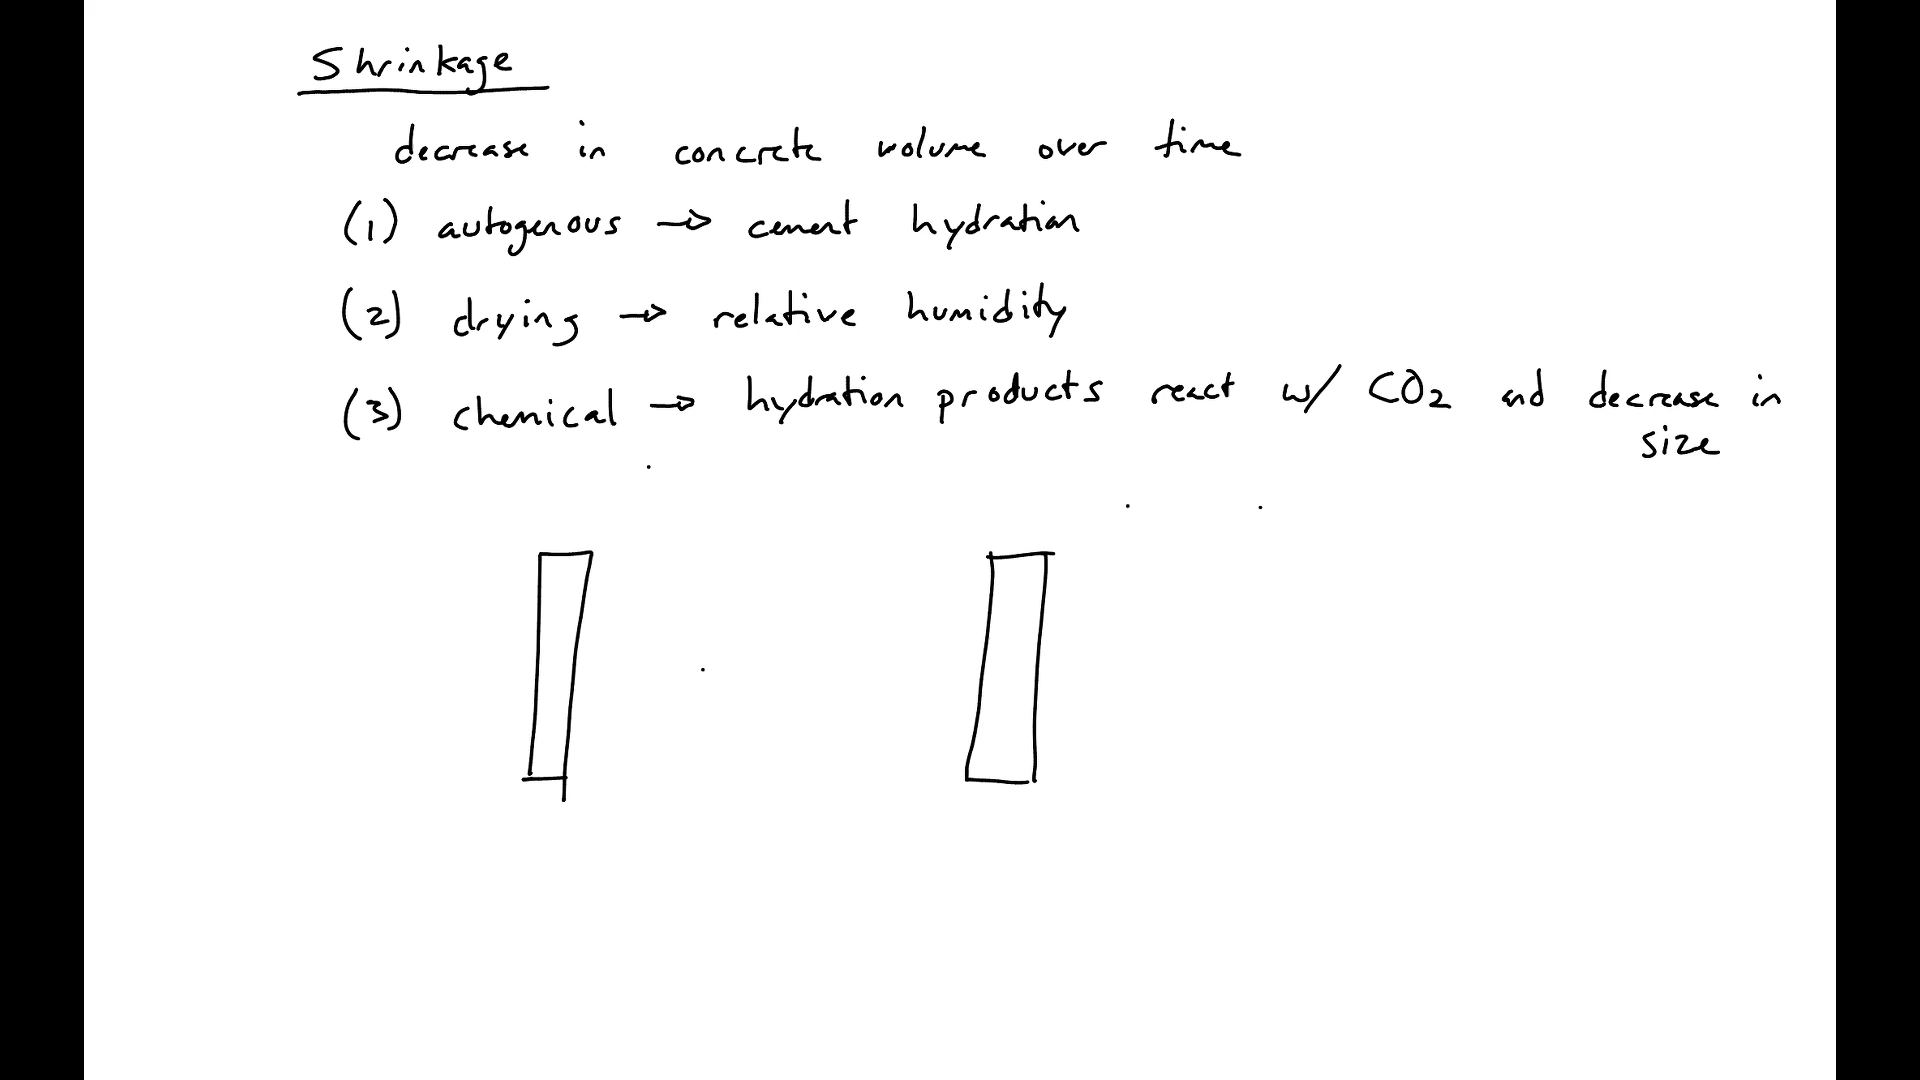 Shrinkage
decrease in concrete volume over time
(1) autogenous → cement hydration
(2) drying → relative humidity
(3) chemical → hydration products react w/ CO2 and decrease in
size